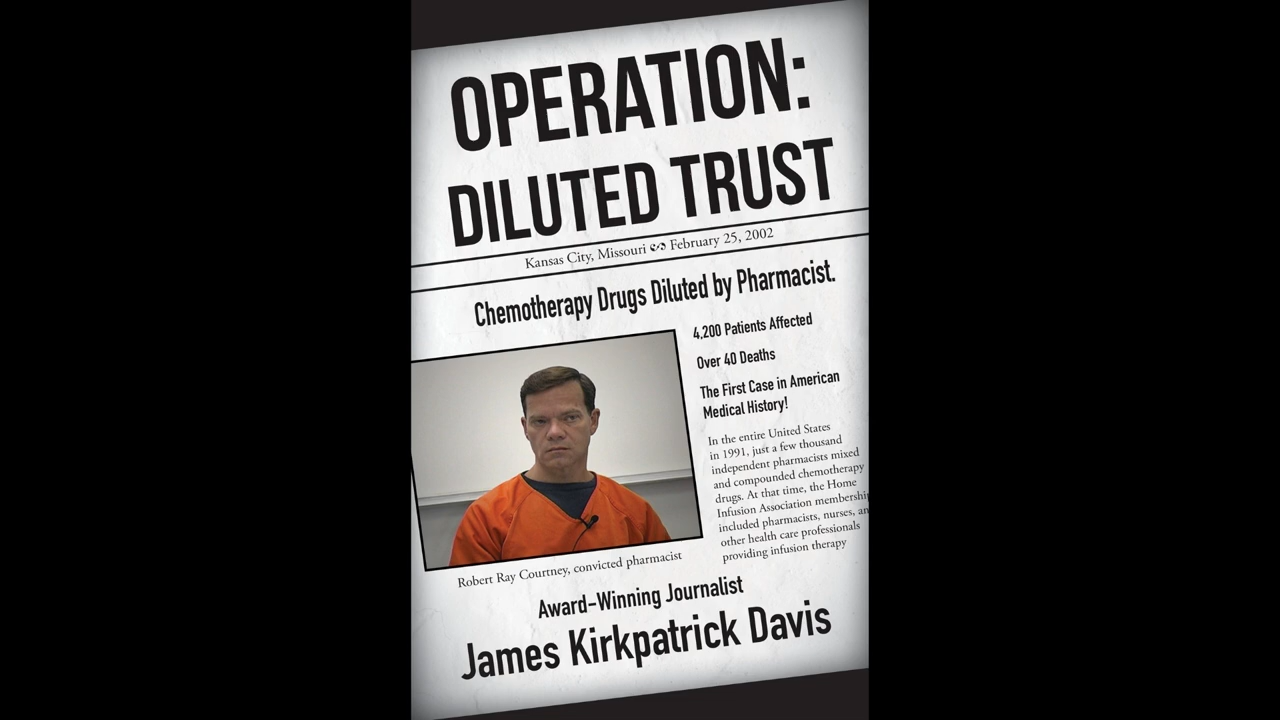 OPERATION:
DILUTED TRUST
Kansas City, Missouri February 25, 2002
Chemotherapy Drugs Diluted by Pharmacist.
4,200 Patients Affected
Over 40 Deaths
The First Case in American
Medical History!
In the entire United States
in 1991, just a few thousand
independent pharmacists mixed
and compounded chemotherapy
drugs. At that time, the Home
Infusion Association
included pharmacists, nurses,
other health care professionals
providing infusion therapy
Robert Ray Courtney, convicted pharmacist
Award-Winning Journalist
James Kirkpatrick Davis